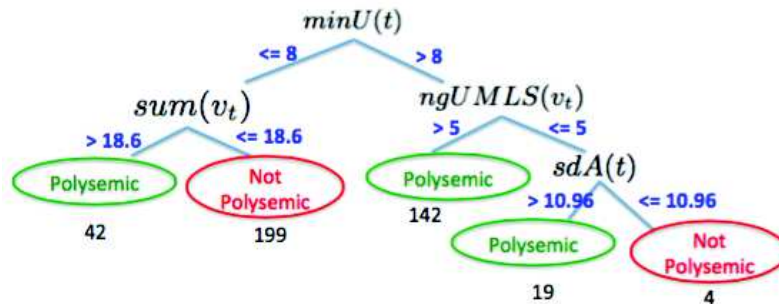 minU(t)
<= 8 > 8
sum(v_t) ngUMLS(v_t)
> 18.6 <= 18.6 > 5 <= 5
sdA(t)
Polysemic Not Polysemic Polysemic > 10.96 <= 10.96
42 199 142
Polysemic Not Polysemic
19 4